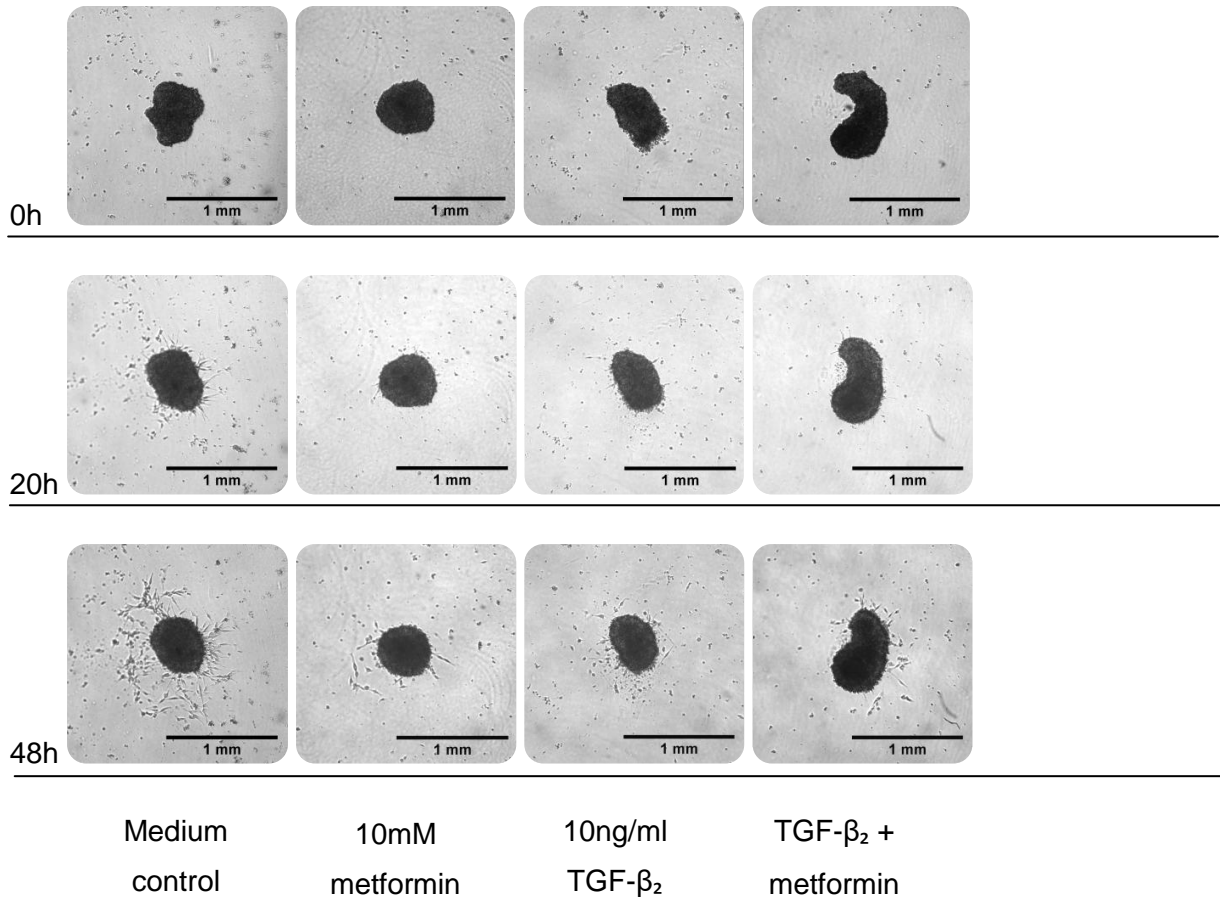 1 mm 1 mm 1 mm 1 mm
0h
1 mm 1 mm 1 mm 1 mm
20h
1 mm 1 mm 1 mm 1 mm
48h
Medium 10mM 10ng/ml TGF-β₂ +
control metformin TGF-β₂ metformin